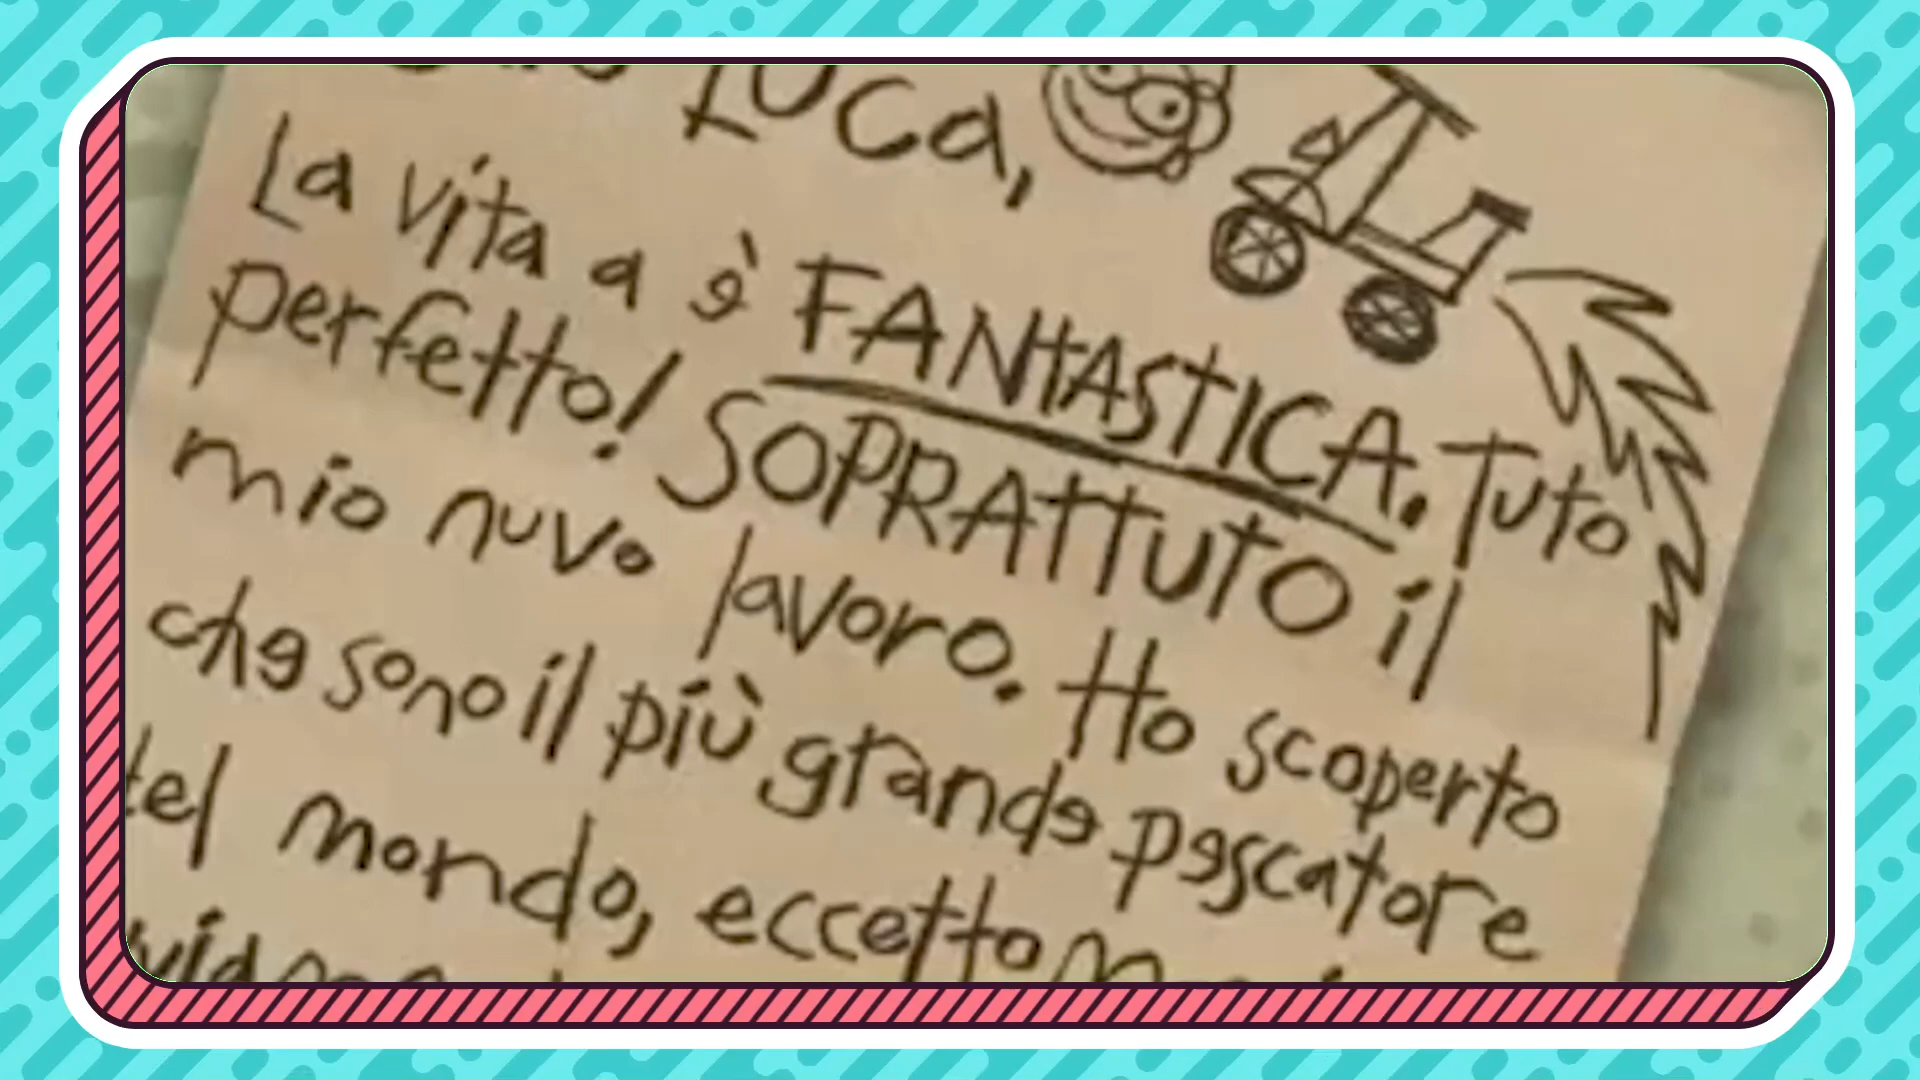 Luca,
La vita a è FANTASTICA. Tuto
perfetto! SOPRATTUTO il
mio nuvo lavoro. Ho scoperto
che sono il più grande pescatore
del mondo, eccetto